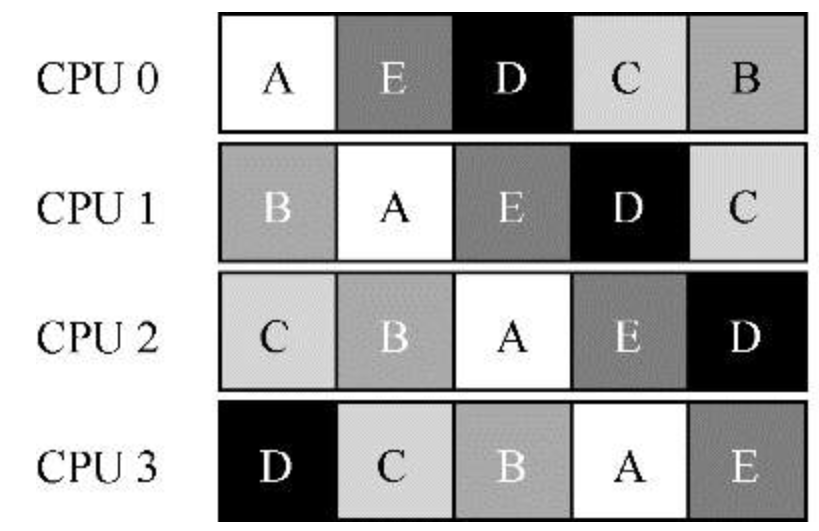 CPU 0 A E D C B
CPU 1 B A E D C
CPU 2 C B A E D
CPU 3 D C B A E